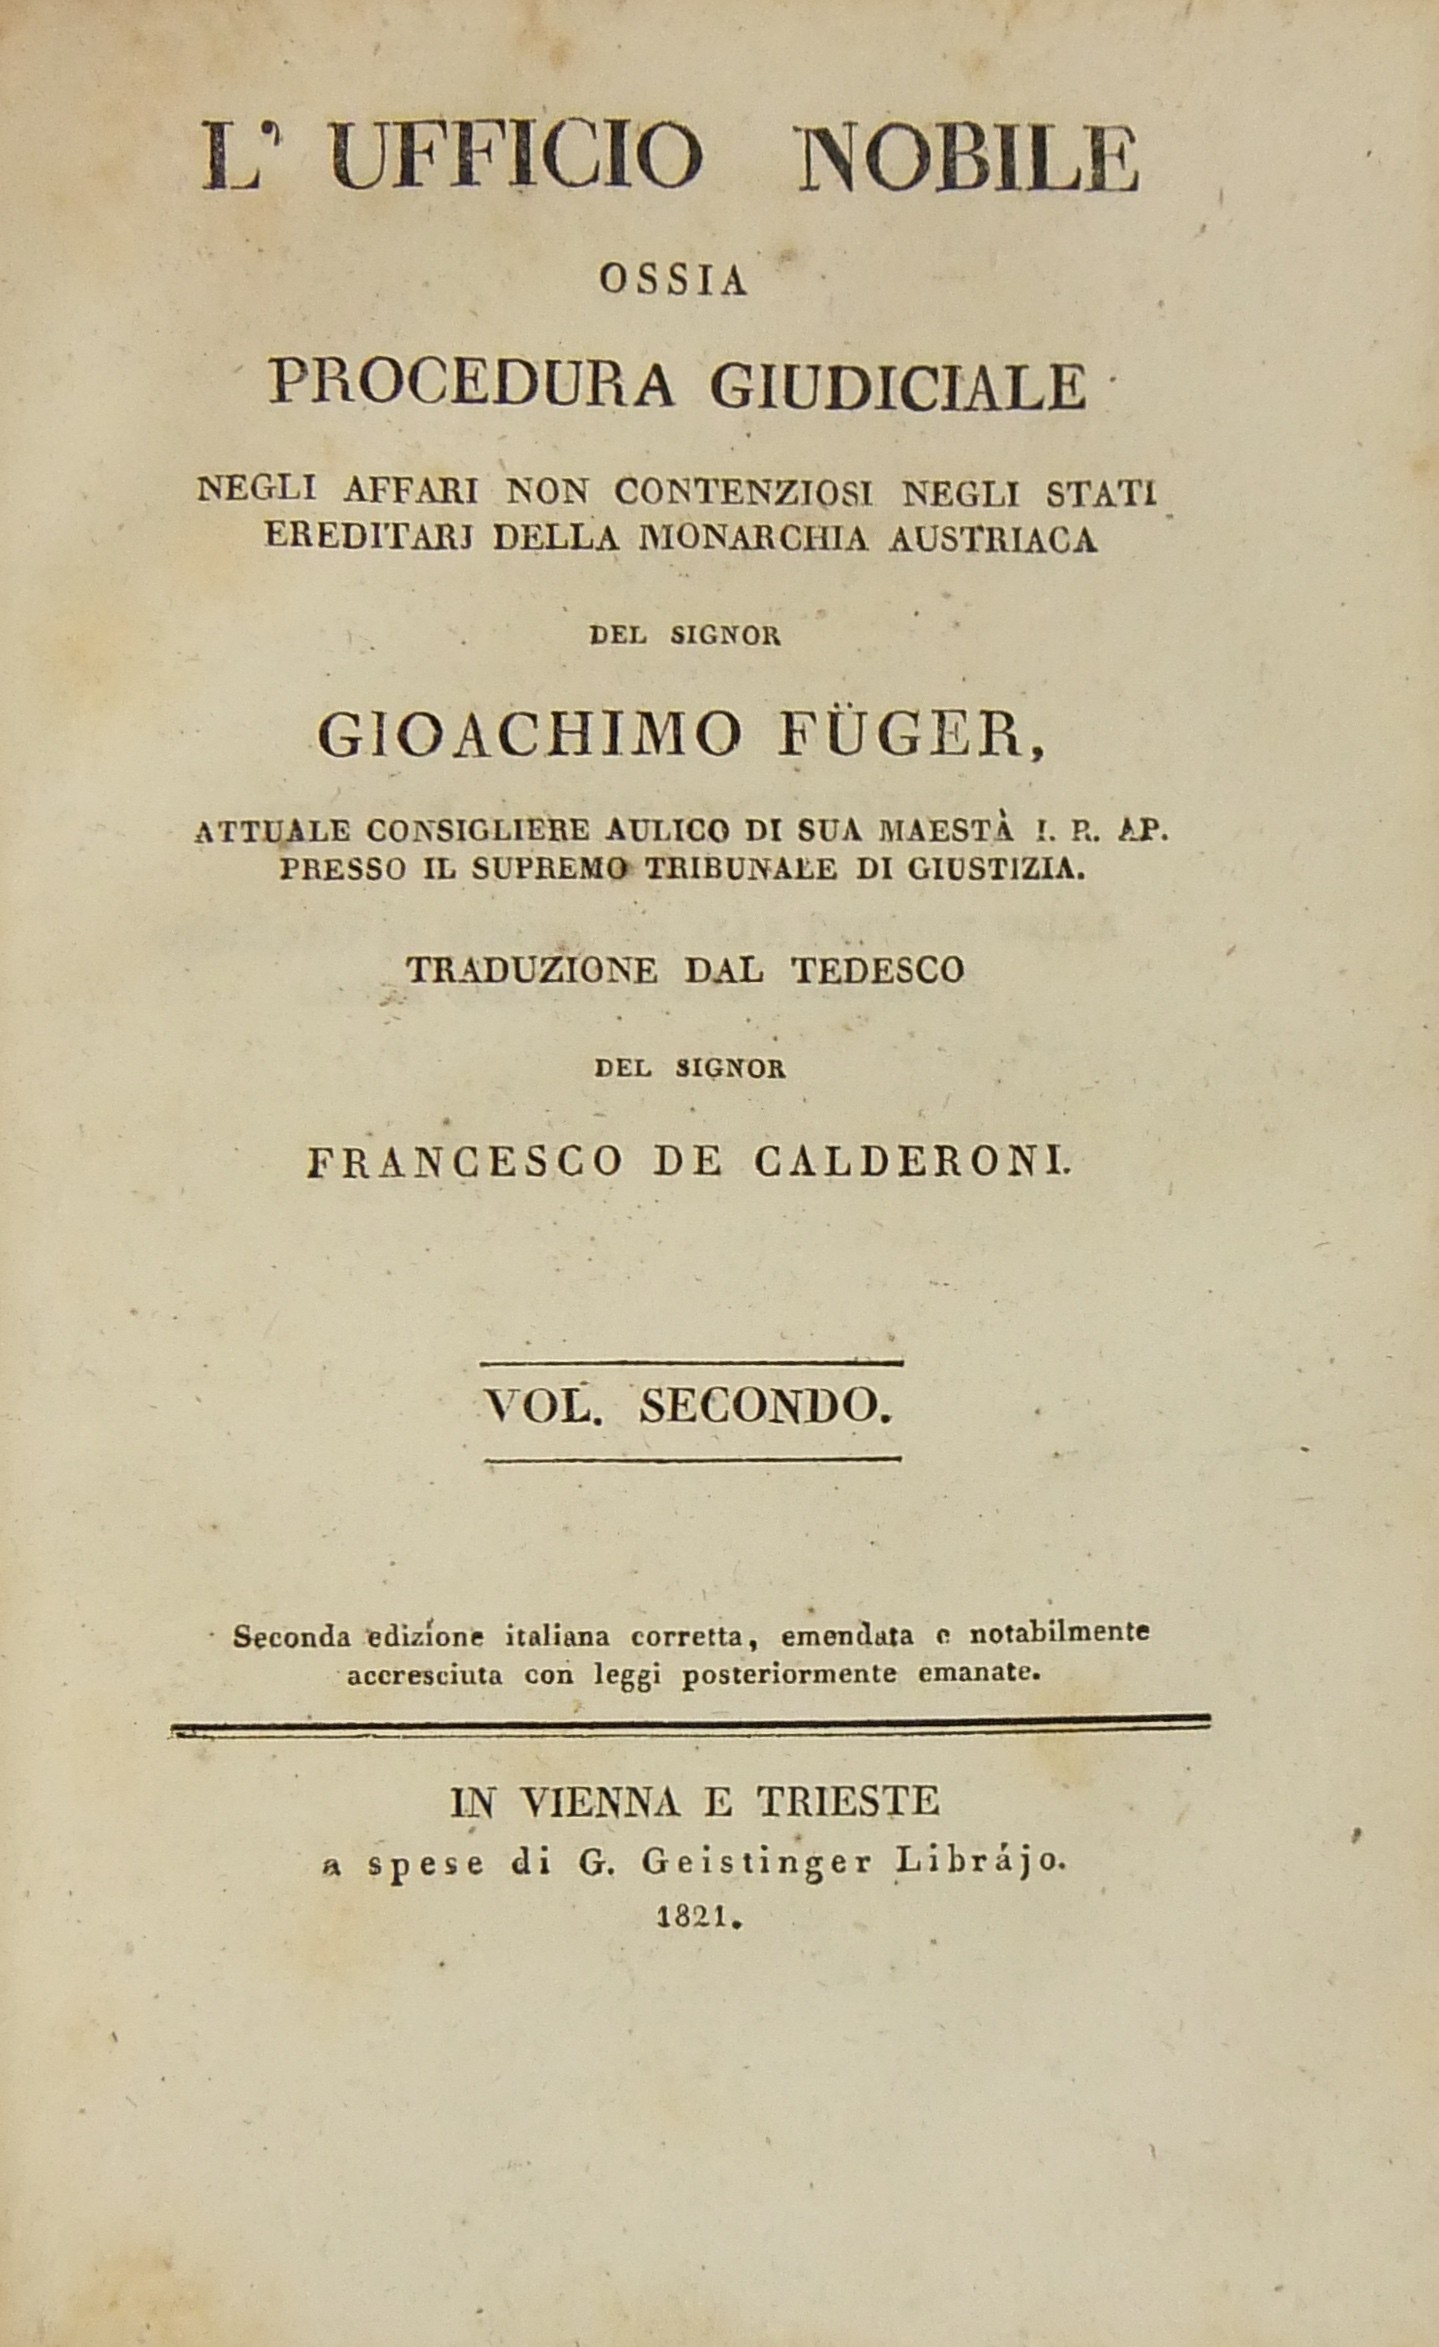 L' UFFICIO NOBILE
OSSIA
PROCEDURA GIUDICIALE
NEGLI AFFARI NON CONTENZIOSI NEGLI STATI
EREDITARJ DELLA MONARCHIA AUSTRIACA
DEL SIGNOR
GIOACHIMO FÜGER,
ATTUALE CONSIGLIERE AULICO DI SUA MAESTÀ I. R. AP.
PRESSO IL SUPREMO TRIBUNALE DI GIUSTIZIA.
TRADUZIONE DAL TEDESCO
DEL SIGNOR
FRANCESCO DE CALDERONI.
VOL. SECONDO.
Seconda edizione italiana corretta, emendata e notabilmente
accresciuta con leggi posteriormente emanate.
IN VIENNA E TRIESTE
a spese di G. Geistinger Librájo.
1821.